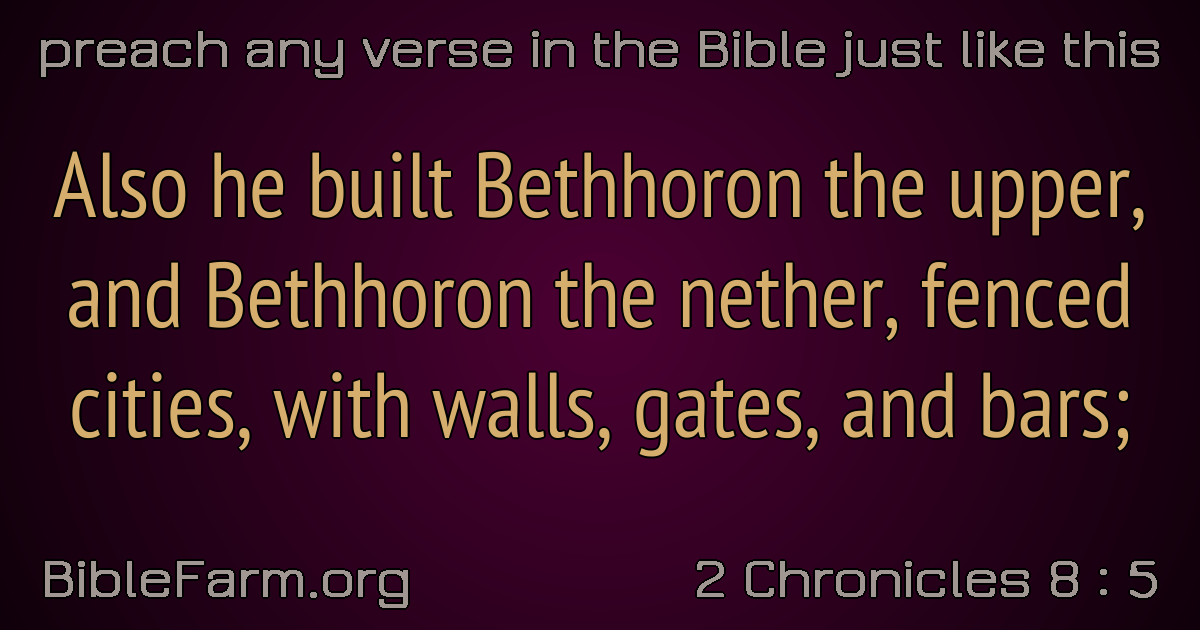 preach any verse in the Bible just like this
Also he built Bethhoron the upper,
and Bethhoron the nether, fenced
cities, with walls, gates, and bars;
BibleFarm.org
2 Chronicles 8 : 5